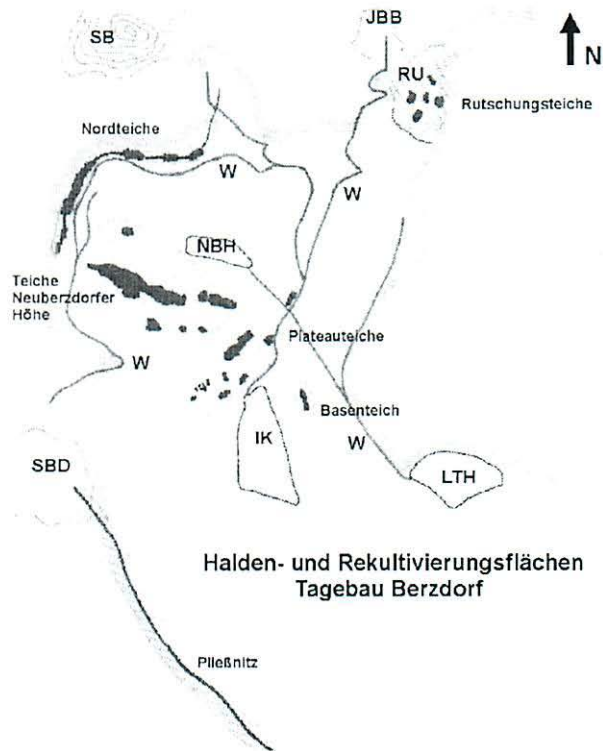 SB
JBB
N
RU
Rutschungsteiche
Nordteiche
W
W
NBH
Teiche
Neuberzdorfer
Höhe
Plateauteiche
W
Basenteich
IK
W
SBD
LTH
Halden- und Rekultivierungsflächen
Tagebau Berzdorf
Pließnitz